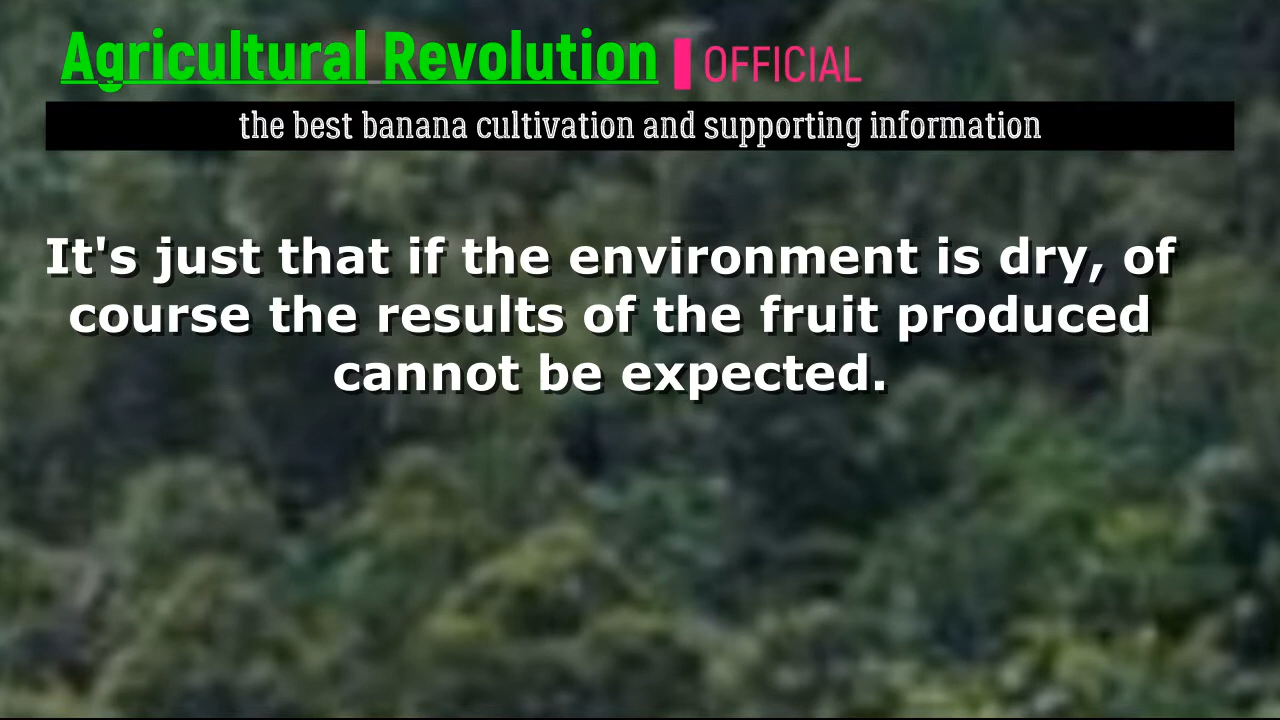 Agricultural Revolution OFFICIAL
the best banana cultivation and supporting information
It's just that if the environment is dry, of
course the results of the fruit produced
cannot be expected.